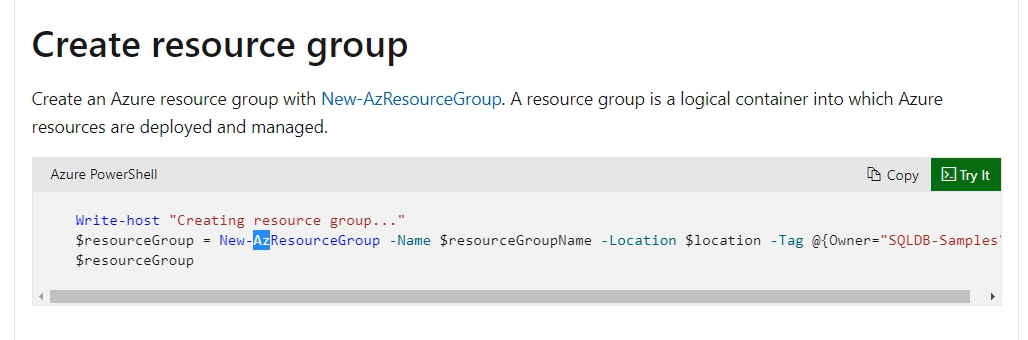 Create resource group
Create an Azure resource group with New-AzResourceGroup. A resource group is a logical container into which Azure
resources are deployed and managed.
Azure PowerShell
Copy
Try It
Write-host "Creating resource group..."
$resourceGroup = New-AzResourceGroup -Name $resourceGroupName -Location $location -Tag @{Owner="SQLDB-Samples"
$resourceGroup